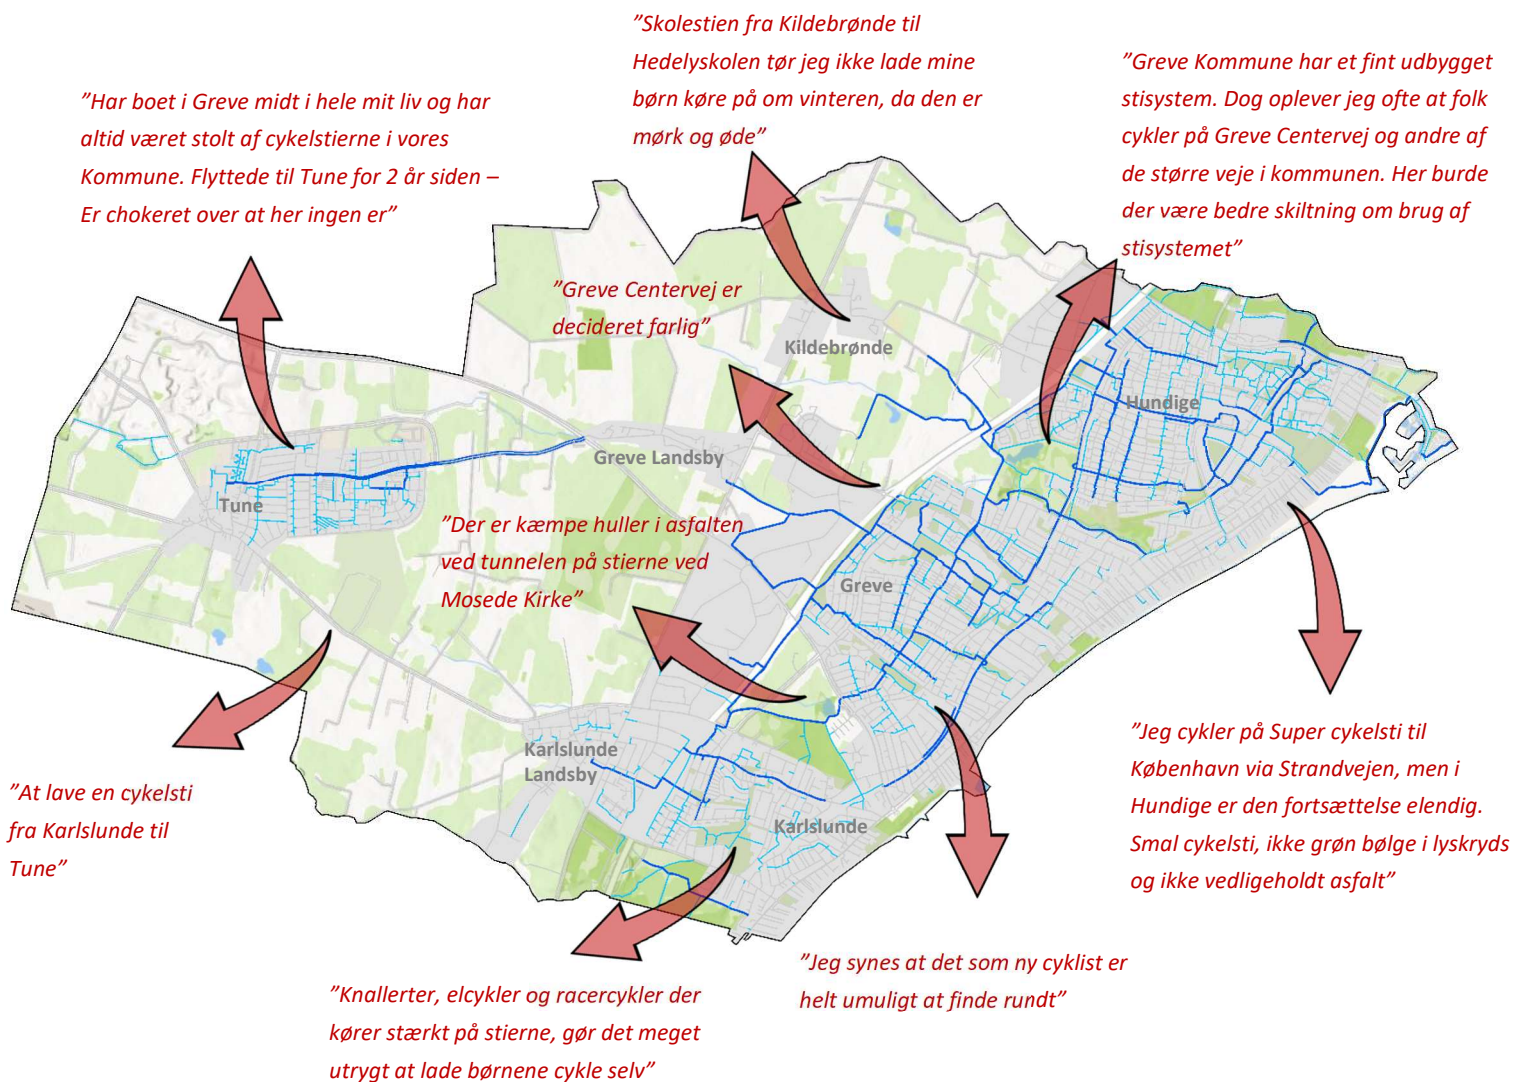 ”Skolestien fra Kildebrønde til
Hedelyskolen tør jeg ikke lade mine
børn køre på om vinteren, da den er
mørk og øde”
”Greve Kommune har et fint udbygget
stisystem. Dog oplever jeg ofte at folk
cykler på Greve Centervej og andre af
de større veje i kommunen. Her burde
der være bedre skiltning om brug af
stisystemet”
”Har boet i Greve midt i hele mit liv og har
altid været stolt af cykelstierne i vores
Kommune. Flyttede til Tune for 2 år siden –
Er chokeret over at her ingen er”
”Greve Centervej er
decideret farlig”
Kildebrønde
Hundige
Greve Landsby
Tune
”Der er kæmpe huller i asfalten
ved tunnelen på stierne ved
Mosede Kirke”
Greve
Karlslunde
Landsby
Karlslunde
”At lave en cykelsti
fra Karlslunde til
Tune”
”Jeg cykler på Super cykelsti til
København via Strandvejen, men i
Hundige er den fortsættelse elendig.
Smal cykelsti, ikke grøn bølge i lyskryds
og ikke vedligeholdt asfalt”
”Jeg synes at det som ny cyklist er
helt umuligt at finde rundt”
”Knallerter, elcykler og racercykler der
kører stærkt på stierne, gør det meget
utrygt at lade børnene cykle selv”